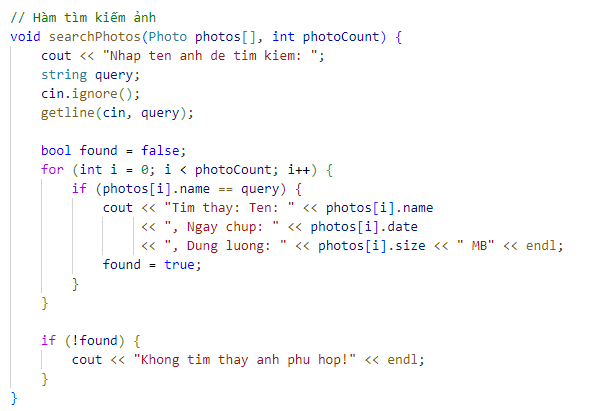 // Hàm tìm kiếm ảnh
void searchPhotos(Photo photos[], int photoCount) {
    cout << "Nhap ten anh de tim kiem: ";
    string query;
    cin.ignore();
    getline(cin, query);

    bool found = false;
    for (int i = 0; i < photoCount; i++) {
        if (photos[i].name == query) {
            cout << "Tim thay: Ten: " << photos[i].name
                 << ", Ngay chup: " << photos[i].date
                 << ", Dung luong: " << photos[i].size << " MB" << endl;
            found = true;
        }
    }

    if (!found) {
        cout << "Khong tim thay anh phu hop!" << endl;
    }
}